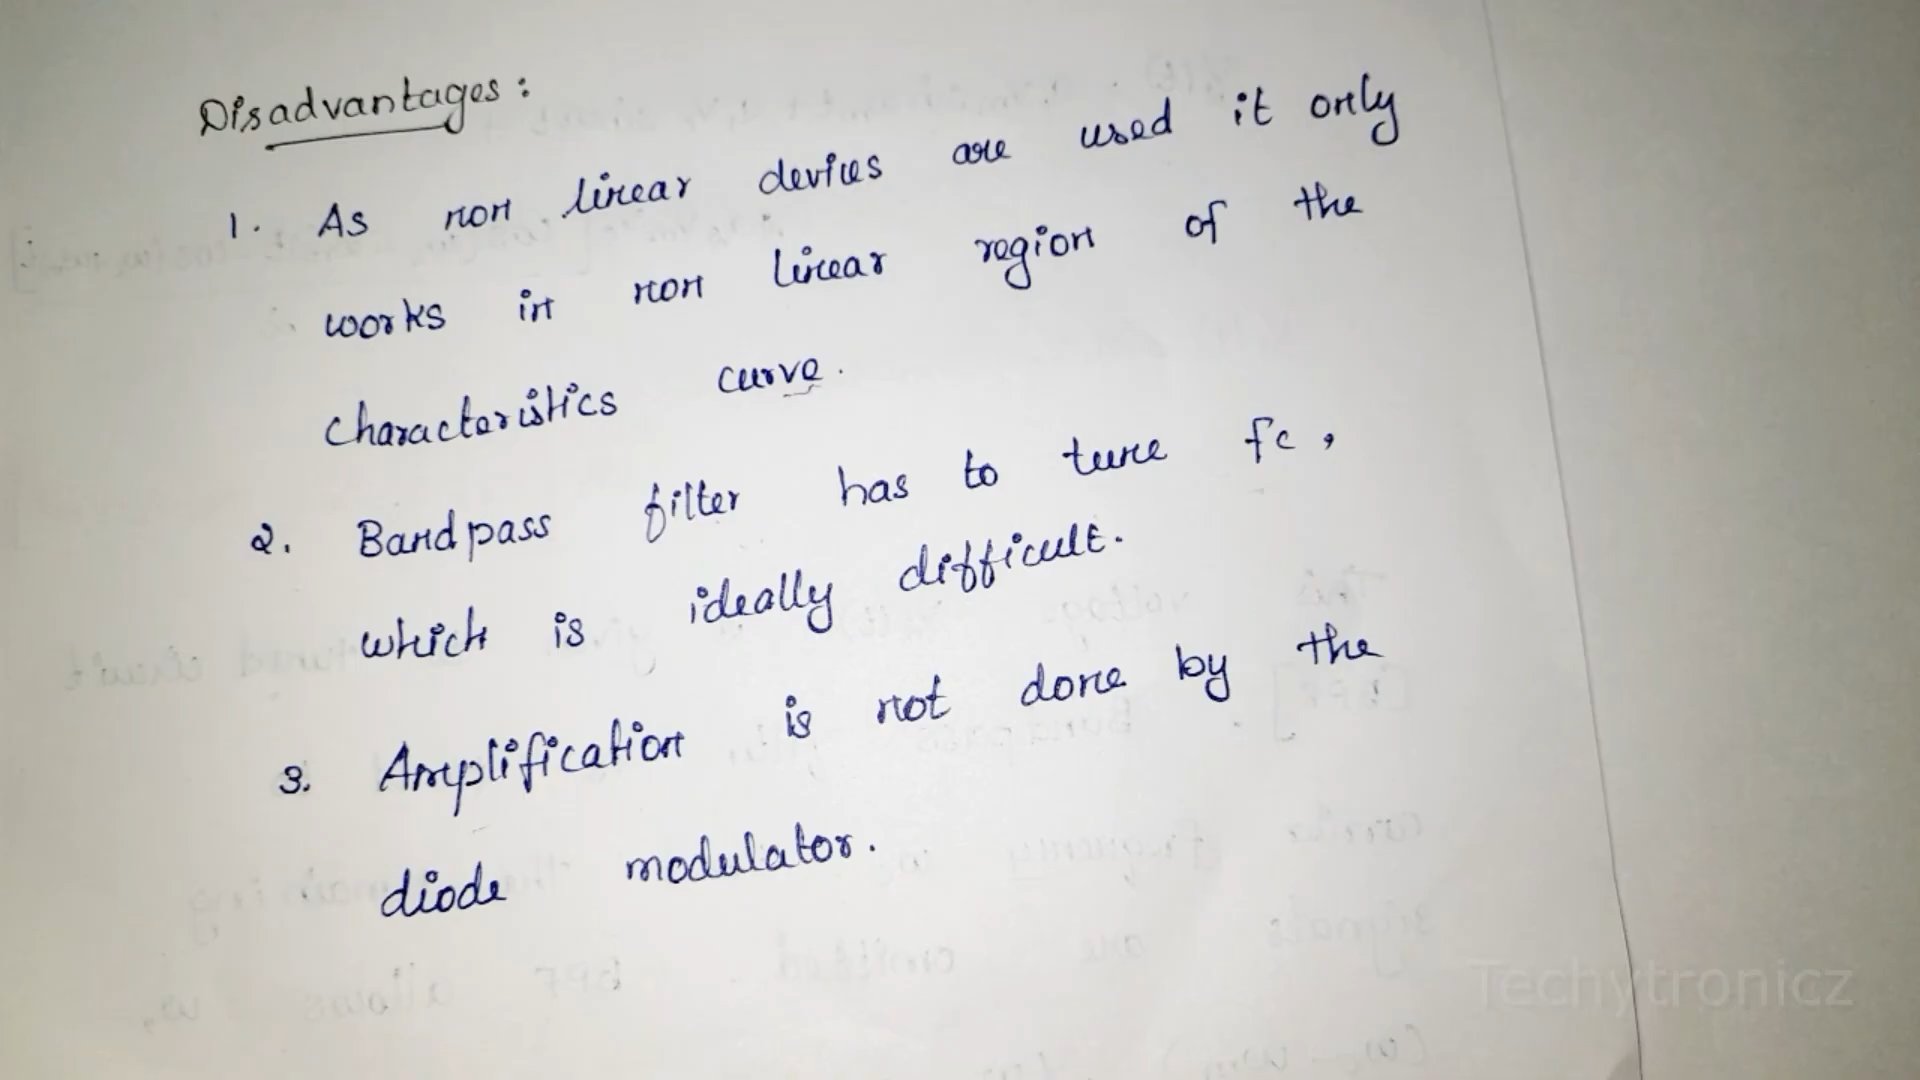 Disadvantages:
1. As non linear devies are used it only
works in non linear region of the
characteristics curve.
2. Bandpass filter has to tune fc,
which is ideally difficult.
3. Amplification is not done by the
diode modulator.
Techytronicz